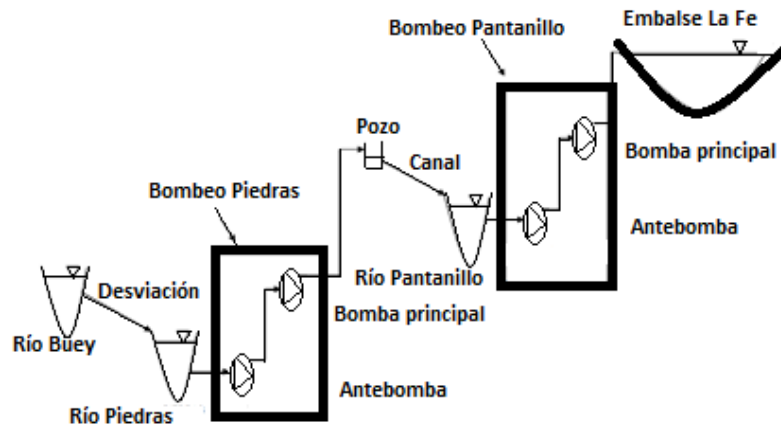 Embalse La Fe
Bombeo Pantanillo
Pozo
Canal
Bomba principal
Bombeo Piedras
Antebomba
Desviación
Río Pantanillo
Bomba principal
Río Buey
Antebomba
Río Piedras